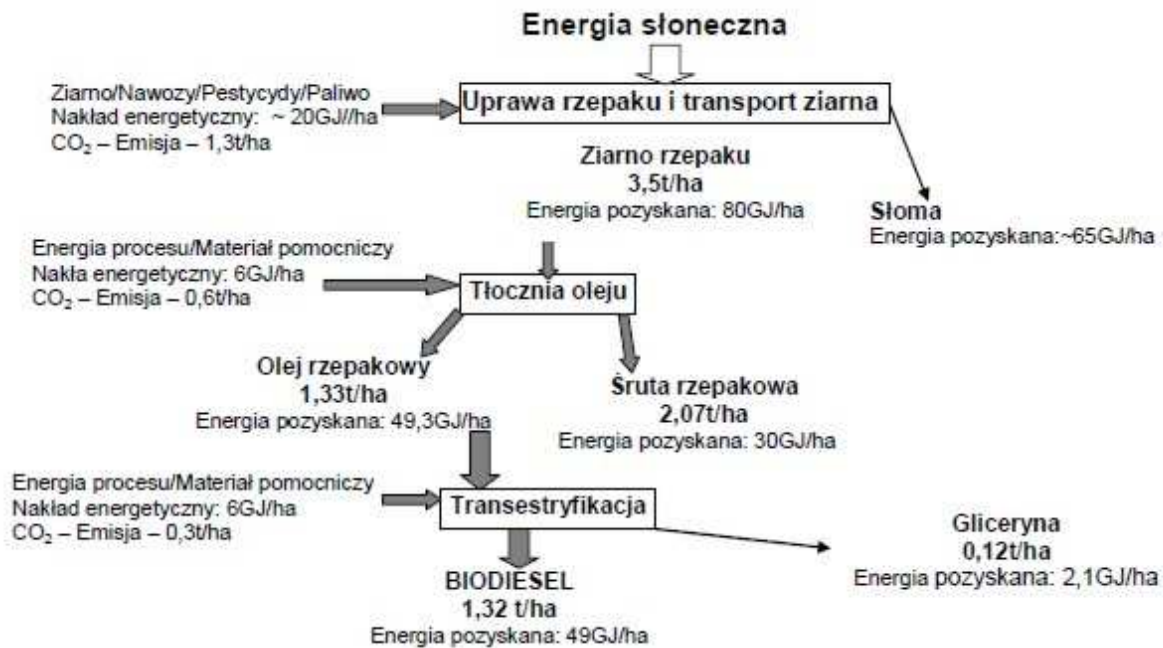 Energia słoneczna
Ziarno/Nawozy/Pestycydy/Paliwo
Nakład energetyczny: ~ 20GJ//ha
CO₂ – Emisja – 1,3t/ha
Uprawa rzepaku i transport ziarna
Ziarno rzepaku
3,5t/ha
Energia pozyskana: 80GJ/ha
Słoma
Energia pozyskana:~65GJ/ha
Energia procesu/Materiał pomocniczy
Nakła energetyczny: 6GJ/ha
CO₂ – Emisja – 0,6t/ha
Tłocznia oleju
Olej rzepakowy
1,33t/ha
Energia pozyskana: 49,3GJ/ha
Śruta rzepakowa
2,07t/ha
Energia pozyskana: 30GJ/ha
Energia procesu/Materiał pomocniczy
Nakład energetyczny: 6GJ/ha
CO₂ – Emisja – 0,3t/ha
Transestryfikacja
Gliceryna
0,12t/ha
Energia pozyskana: 2,1GJ/ha
BIODIESEL
1,32 t/ha
Energia pozyskana: 49GJ/ha